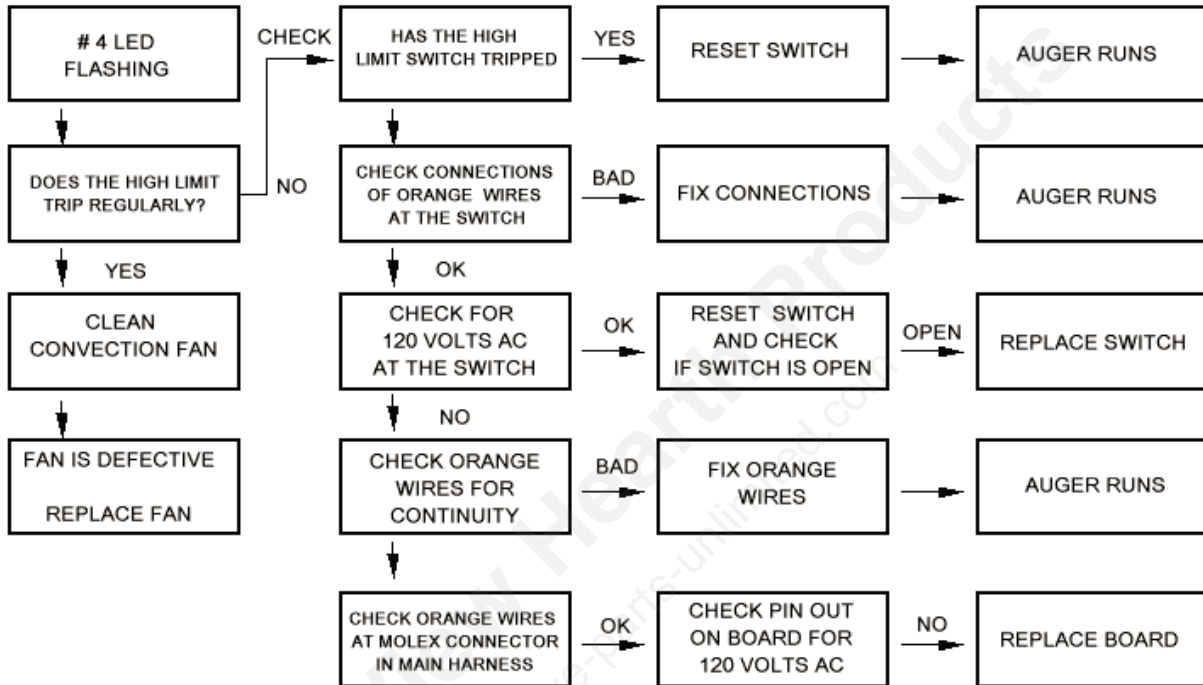 # 4 LED
FLASHING
CHECK
HAS THE HIGH
LIMIT SWITCH TRIPPED
YES
RESET SWITCH
AUGER RUNS
DOES THE HIGH LIMIT
TRIP REGULARLY?
NO
CHECK CONNECTIONS
OF ORANGE WIRES
AT THE SWITCH
BAD
FIX CONNECTIONS
AUGER RUNS
YES
OK
CLEAN
CONVECTION FAN
CHECK FOR
120 VOLTS AC
AT THE SWITCH
OK
RESET SWITCH
AND CHECK
IF SWITCH IS OPEN
OPEN
REPLACE SWITCH
NO
FAN IS DEFECTIVE
REPLACE FAN
CHECK ORANGE
WIRES FOR
CONTINUITY
BAD
FIX ORANGE
WIRES
AUGER RUNS
CHECK ORANGE WIRES
AT MOLEX CONNECTOR
IN MAIN HARNESS
OK
CHECK PIN OUT
ON BOARD FOR
120 VOLTS AC
NO
REPLACE BOARD
Hearth Products